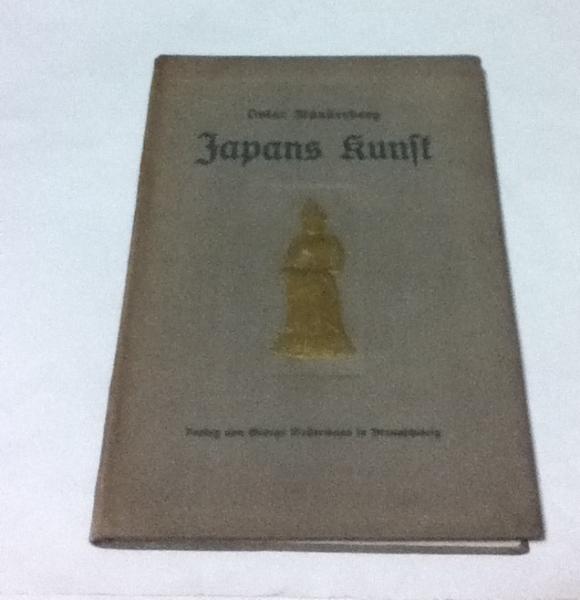 Oskar Münsterberg
Japans Kunst
Verlag von George Westermann in Braunschweig